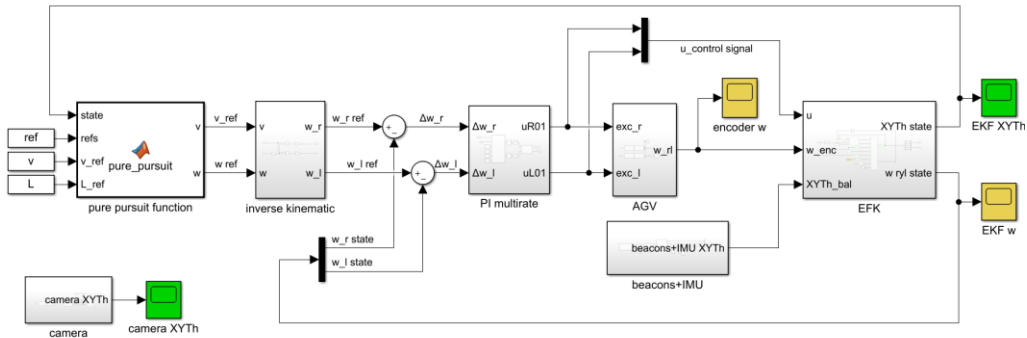 u_control signal
state
refs
v_ref
L_ref
pure_pursuit
v
w
pure pursuit function
ref
v
L
v_ref
w ref
v
w
w_r
w_l
inverse kinematic
w_r ref
w_l ref
+
-
+
-
Δw_r
Δw_l
Δw_r
Δw_l
uR01
uL01
PI multirate
exc_r
exc_l
w_rl
AGV
encoder w
u
w_enc
XYTh_bal
XYTh state
w ryl state
EFK
EKF XYTh
EKF w
w_r state
w_l state
beacons+IMU XYTh
beacons+IMU
camera XYTh
camera
camera XYTh